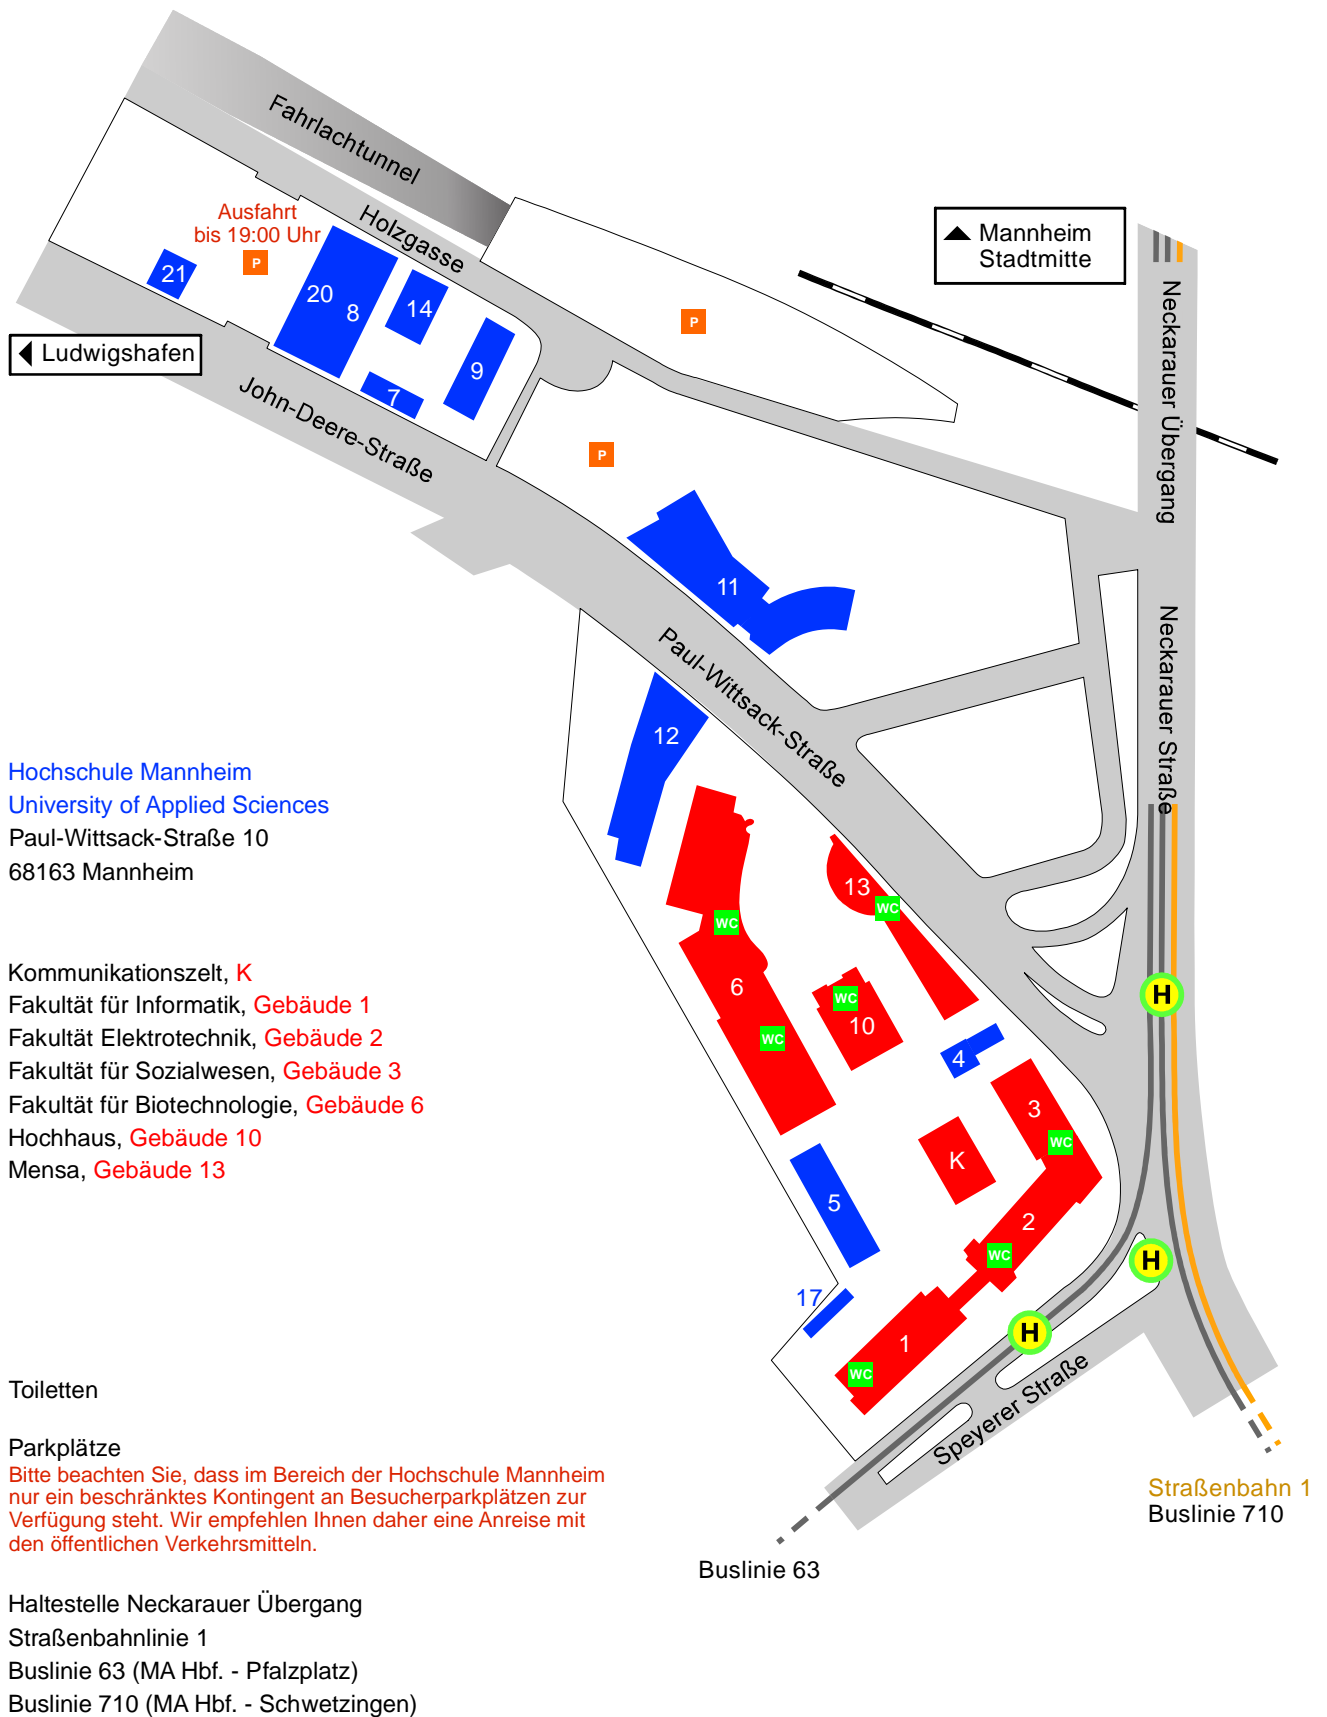 Fahrlachtunnel
Holzgasse
Ausfahrt
bis 19:00 Uhr
P
21
20
8
14
9
7
P
P
Mannheim
Stadtmitte
Ludwigshafen
John-Deere-Straße
Neckarauer Übergang
Neckarauer Straße
Paul-Wittsack-Straße
11
12
13
WC
WC
6
WC
WC
10
4
3
WC
K
5
2
WC
17
1
WC
H
H
H
Speyerer Straße
Hochschule Mannheim
University of Applied Sciences
Paul-Wittsack-Straße 10
68163 Mannheim
Kommunikationszelt, K
Fakultät für Informatik, Gebäude 1
Fakultät Elektrotechnik, Gebäude 2
Fakultät für Sozialwesen, Gebäude 3
Fakultät für Biotechnologie, Gebäude 6
Hochhaus, Gebäude 10
Mensa, Gebäude 13
Toiletten
Parkplätze
Bitte beachten Sie, dass im Bereich der Hochschule Mannheim
nur ein beschränktes Kontingent an Besucherparkplätzen zur
Verfügung steht. Wir empfehlen Ihnen daher eine Anreise mit
den öffentlichen Verkehrsmitteln.
Straßenbahn 1
Buslinie 710
Buslinie 63
Haltestelle Neckarauer Übergang
Straßenbahnlinie 1
Buslinie 63 (MA Hbf. - Pfalzplatz)
Buslinie 710 (MA Hbf. - Schwetzingen)